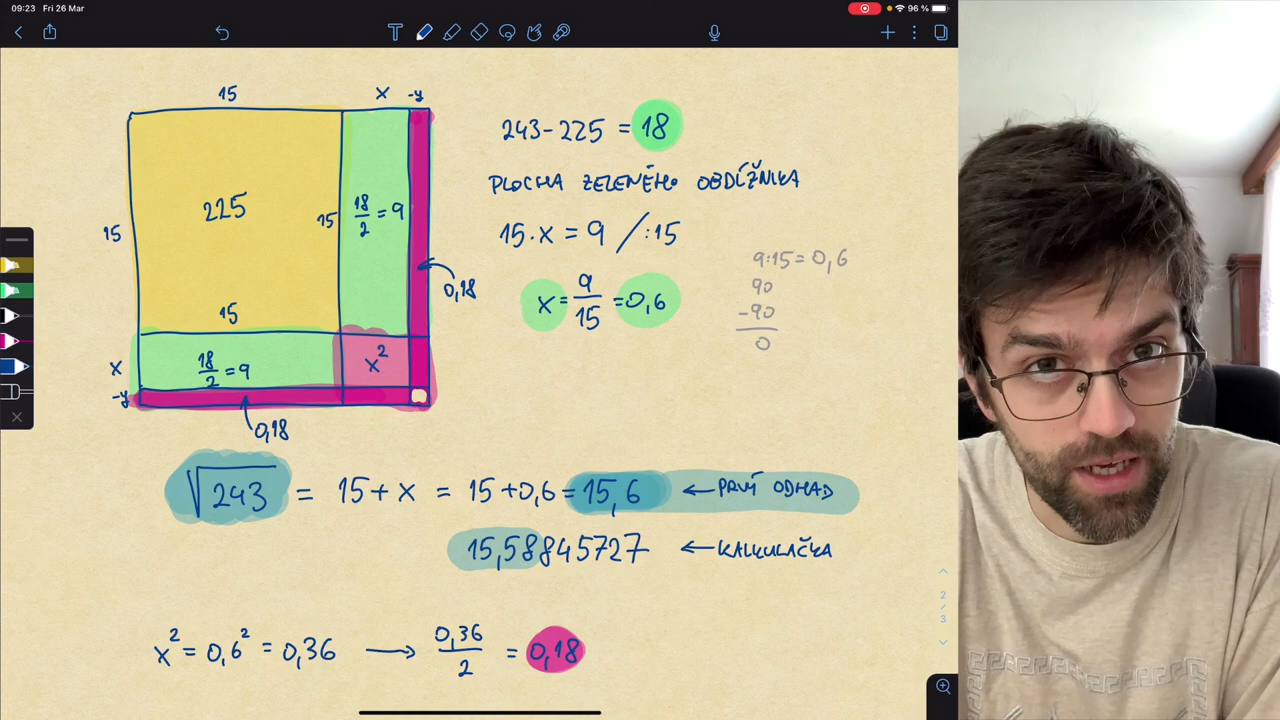 09:23 Fri 26 Mar
96 %
15 x -y
243-225 = 18
PLOCHA ZELENÉHO OBDĹŽNIKA
225
15
15
18/2 = 9
15·x = 9 /:15
9:15=0,6
90
-90
0
0,18
x = 9/15 = 0,6
15
x
18/2 = 9
x²
-y
0,18
√243 = 15+x = 15+0,6 = 15,6 ← PRVÝ ODHAD
15,58845727 ← KALKULAČKA
x² = 0,6² = 0,36 → 0,36/2 = 0,18
2
/
3